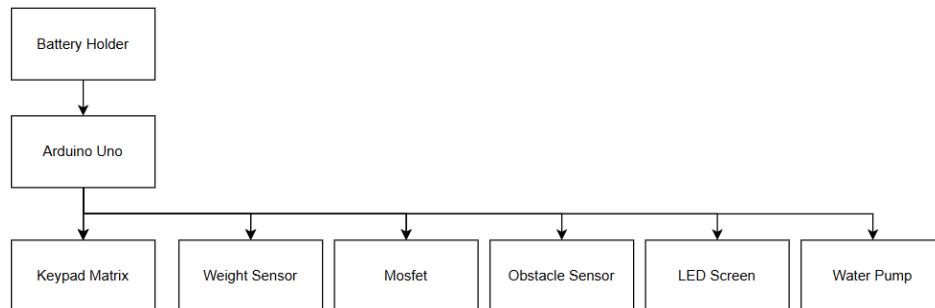 Battery Holder
Arduino Uno
Keypad Matrix
Weight Sensor
Mosfet
Obstacle Sensor
LED Screen
Water Pump